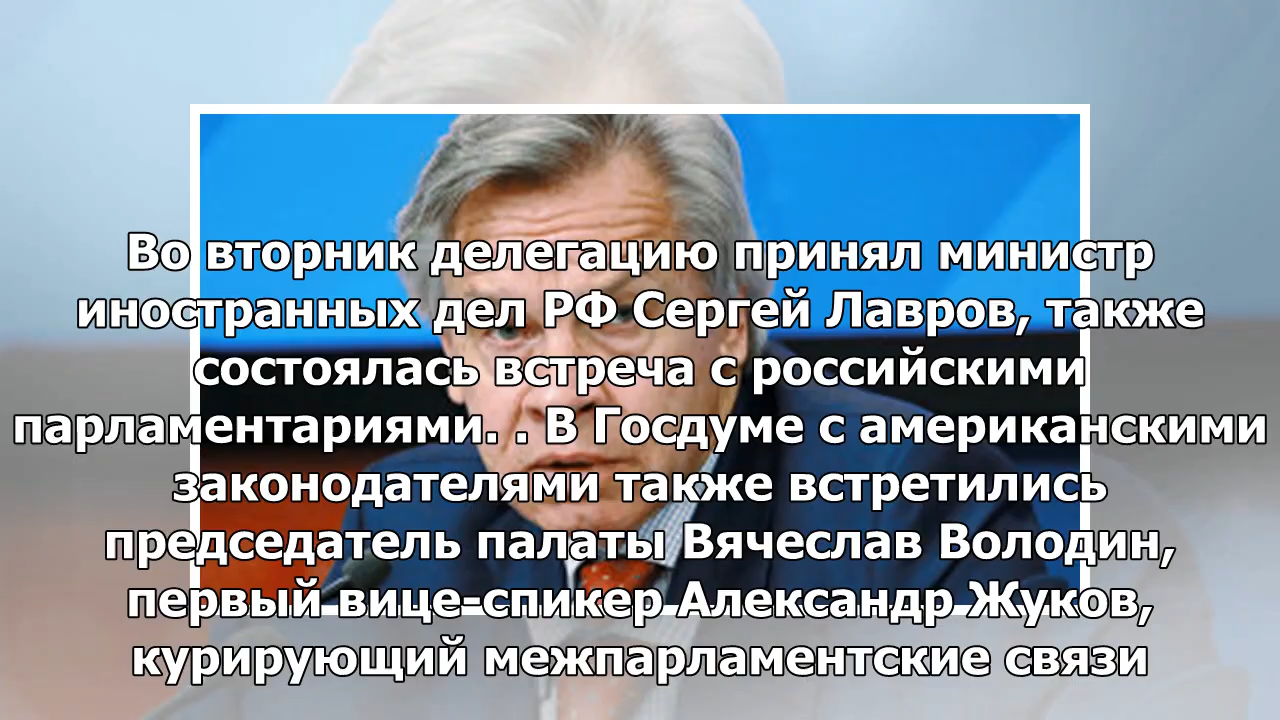 Во вторник делегацию принял министр
иностранных дел РФ Сергей Лавров, также
состоялась встреча с российскими
парламентариями. . В Госдуме с американскими
законодателями также встретились
председатель палаты Вячеслав Володин,
первый вице-спикер Александр Жуков,
курирующий межпарламентские связи